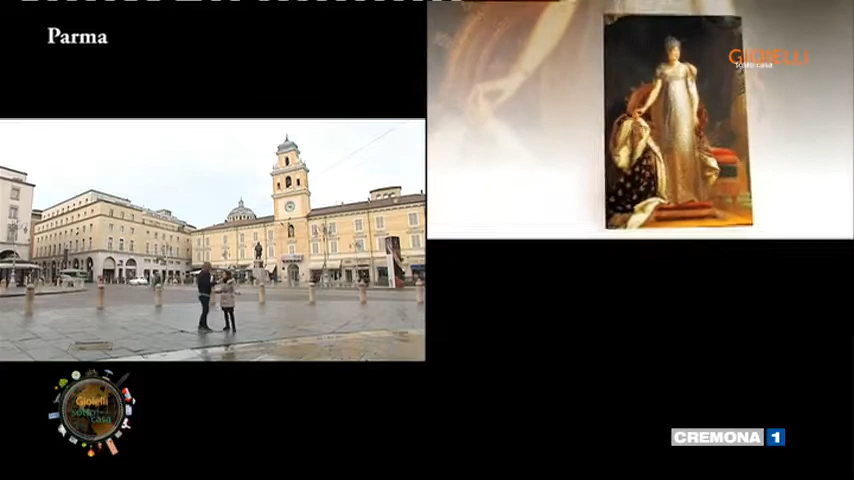 Parma
GIOIELLI
sotto casa
Gioielli
sotto
casa
CREMONA 1